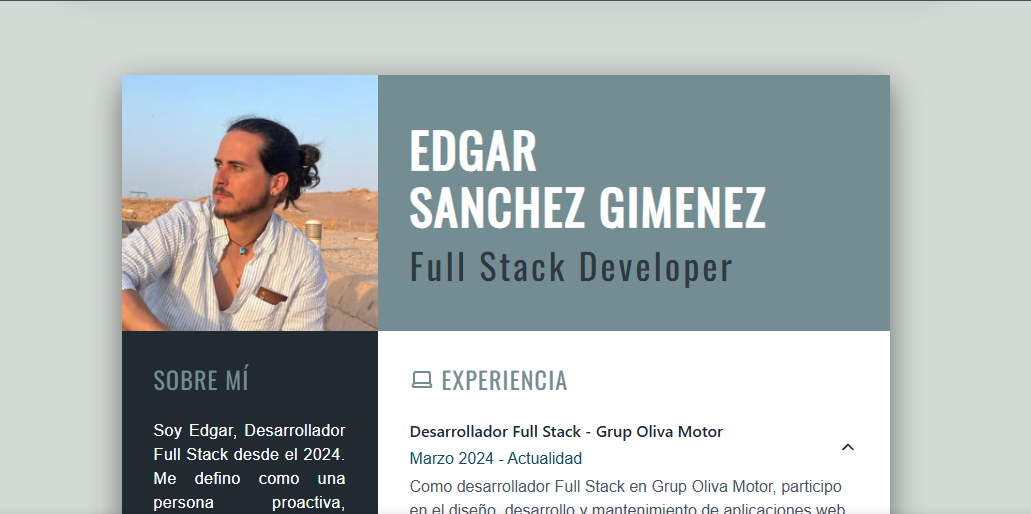 EDGAR
SANCHEZ GIMENEZ
Full Stack Developer
SOBRE MÍ
Soy Edgar, Desarrollador
Full Stack desde el 2024.
Me defino como una
persona proactiva,
EXPERIENCIA
Desarrollador Full Stack - Grup Oliva Motor
Marzo 2024 - Actualidad
Como desarrollador Full Stack en Grup Oliva Motor, participo
en el diseño, desarrollo y mantenimiento de aplicaciones web